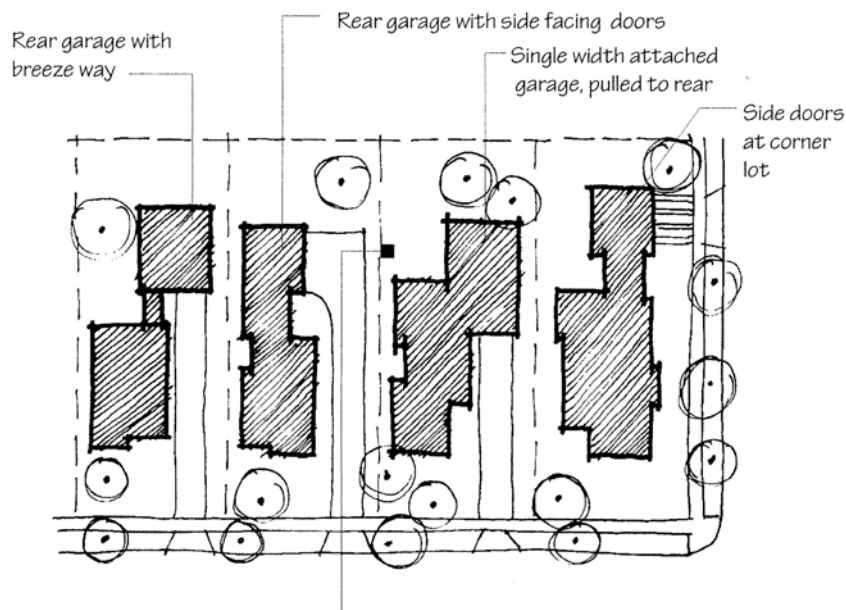 Rear garage with side facing doors
Rear garage with
breeze way
Single width attached
garage, pulled to rear
Side doors
at corner
lot